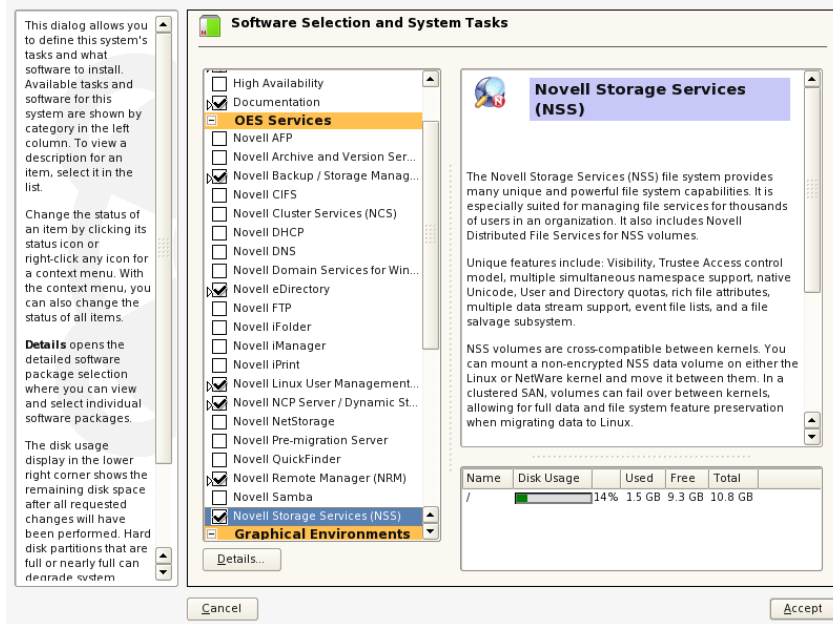 This dialog allows you
to define this system's
tasks and what
software to install.
Available tasks and
software for this
system are shown by
category in the left
column. To view a
description for an
item, select it in the
list.
Change the status of
an item by clicking its
status icon or
right-click any icon for
a context menu. With
the context menu, you
can also change the
status of all items.
Details opens the
detailed software
package selection
where you can view
and select individual
software packages.
The disk usage
display in the lower
right corner shows the
remaining disk space
after all requested
changes will have
been performed. Hard
disk partitions that are
full or nearly full can
degrade system
Software Selection and System Tasks
High Availability
Documentation
OES Services
Novell AFP
Novell Archive and Version Ser...
Novell Backup / Storage Manag...
Novell CIFS
Novell Cluster Services (NCS)
Novell DHCP
Novell DNS
Novell Domain Services for Win...
Novell eDirectory
Novell FTP
Novell iFolder
Novell iManager
Novell iPrint
Novell Linux User Management...
Novell NCP Server / Dynamic St...
Novell NetStorage
Novell Pre-migration Server
Novell QuickFinder
Novell Remote Manager (NRM)
Novell Samba
Novell Storage Services (NSS)
Graphical Environments
Details...
Novell Storage Services
(NSS)
The Novell Storage Services (NSS) file system provides
many unique and powerful file system capabilities. It is
especially suited for managing file services for thousands
of users in an organization. It also includes Novell
Distributed File Services for NSS volumes.
Unique features include: Visibility, Trustee Access control
model, multiple simultaneous namespace support, native
Unicode, User and Directory quotas, rich file attributes,
multiple data stream support, event file lists, and a file
salvage subsystem.
NSS volumes are cross-compatible between kernels. You
can mount a non-encrypted NSS data volume on either the
Linux or NetWare kernel and move it between them. In a
clustered SAN, volumes can fail over between kernels,
allowing for full data and file system feature preservation
when migrating data to Linux.
Name Disk Usage Used Free Total
/ 14% 1.5 GB 9.3 GB 10.8 GB
Cancel
Accept